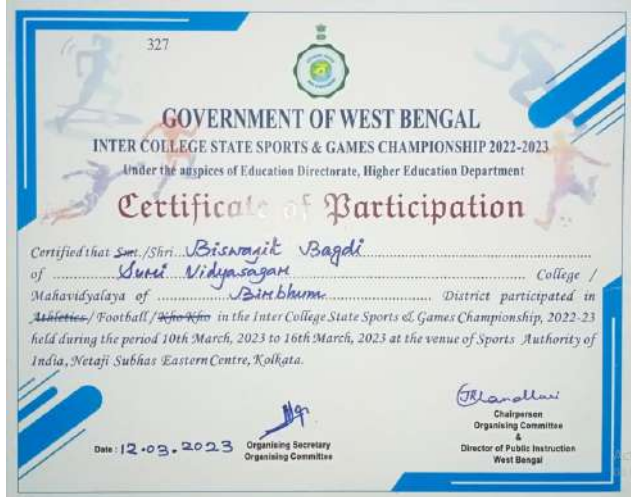 327
GOVERNMENT OF WEST BENGAL
INTER COLLEGE STATE SPORTS & GAMES CHAMPIONSHIP 2022-2023
Under the auspices of Education Directorate, Higher Education Department
Certificate of Participation
Certified that Smt./Shri Biswagit Bagdi
of Suri Vidyasagar College /
Mahavidyalaya of Birbhum District participated in
Athletics / Football / Kho Kho in the Inter College State Sports & Games Championship, 2022-23
held during the period 10th March, 2023 to 16th March, 2023 at the venue of Sports Authority of
India, Netaji Subhas Eastern Centre, Kolkata.
Date : 12.03.2023
Organising Secretary
Organising Committee
Chairperson
Organising Committee
&
Director of Public Instruction
West Bengal